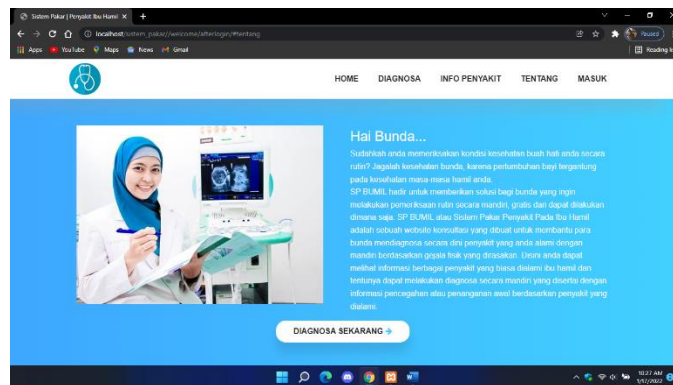 Sistem Pakar | Penyakit Ibu Hamil
localhost/sistem_pakar//welcome/afterlogin/#tentang
Paused
Apps YouTube Maps News Gmail
Reading
HOME DIAGNOSA INFO PENYAKIT TENTANG MASUK
Hai Bunda...
Sudahkah anda memeriksakan kondisi kesehatan buah hati anda secara
rutin? Jagalah kesehatan bunda, karena pertumbuhan bayi tergantung
pada kesehatan masa-masa hamil anda.
SP BUMIL hadir untuk memberikan solusi bagi bunda yang ingin
melakukan pemeriksaan rutin secara mandiri, gratis dan dapat dilakukan
dimana saja. SP BUMIL atau Sistem Pakar Penyakit Pada Ibu Hamil
adalah sebuah website konsultasi yang dibuat untuk membantu para
bunda mendiagnosa secara dini penyakit yang anda alami dengan
mandiri berdasarkan gejala fisik yang dirasakan. Disini anda dapat
melihat informasi berbagai penyakit yang biasa dialami ibu hamil dan
tentunya dapat melakukan diagnosa secara mandiri yang disertai dengan
informasi pencegahan atau penanganan awal berdasarkan penyakit yang
dialami.
DIAGNOSA SEKARANG
10:27 AM
1/17/2022